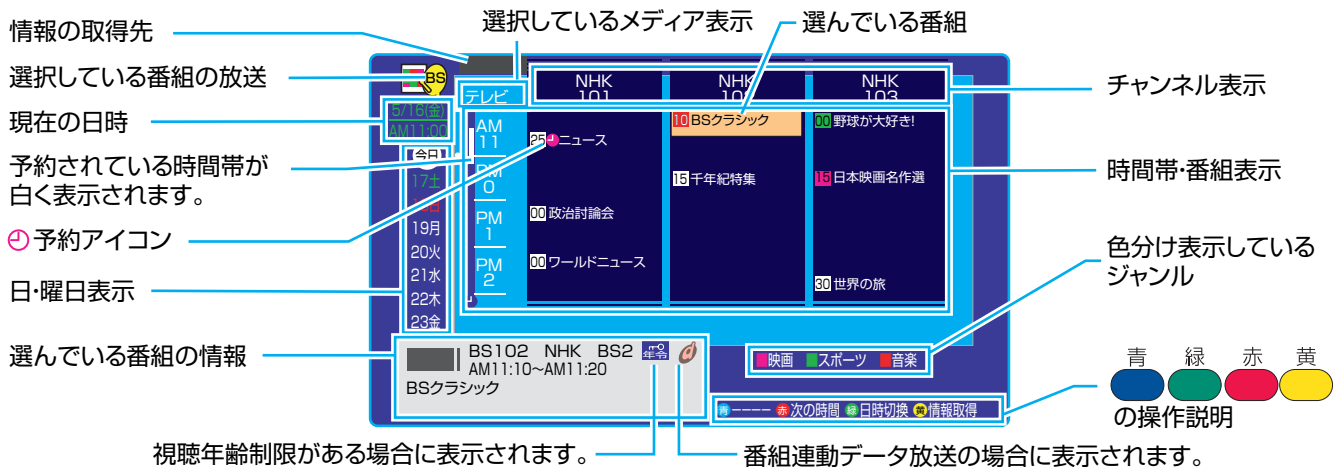 情報の取得先
選択しているメディア表示
選んでいる番組
選択している番組の放送
BS
テレビ
NHK
101
NHK
102
NHK
103
チャンネル表示
現在の日時
5/16(金)
AM11:00
AM
11
25 ニュース
10 BSクラシック
00 野球が大好き!
予約されている時間帯が
白く表示されます。
今日
17土
18日
19月
20火
21水
22木
23金
PM
0
15 千年紀特集
15 日本映画名作選
時間帯・番組表示
予約アイコン
PM
1
00 政治討論会
PM
2
00 ワールドニュース
30 世界の旅
色分け表示している
ジャンル
日・曜日表示
選んでいる番組の情報
BS102 NHK BS2 年令
AM11:10~AM11:20
BSクラシック
映画 スポーツ 音楽
青 ---- 赤 次の時間 緑 日時切換 黄 情報取得
青 緑 赤 黄
の操作説明
視聴年齢制限がある場合に表示されます。
番組連動データ放送の場合に表示されます。